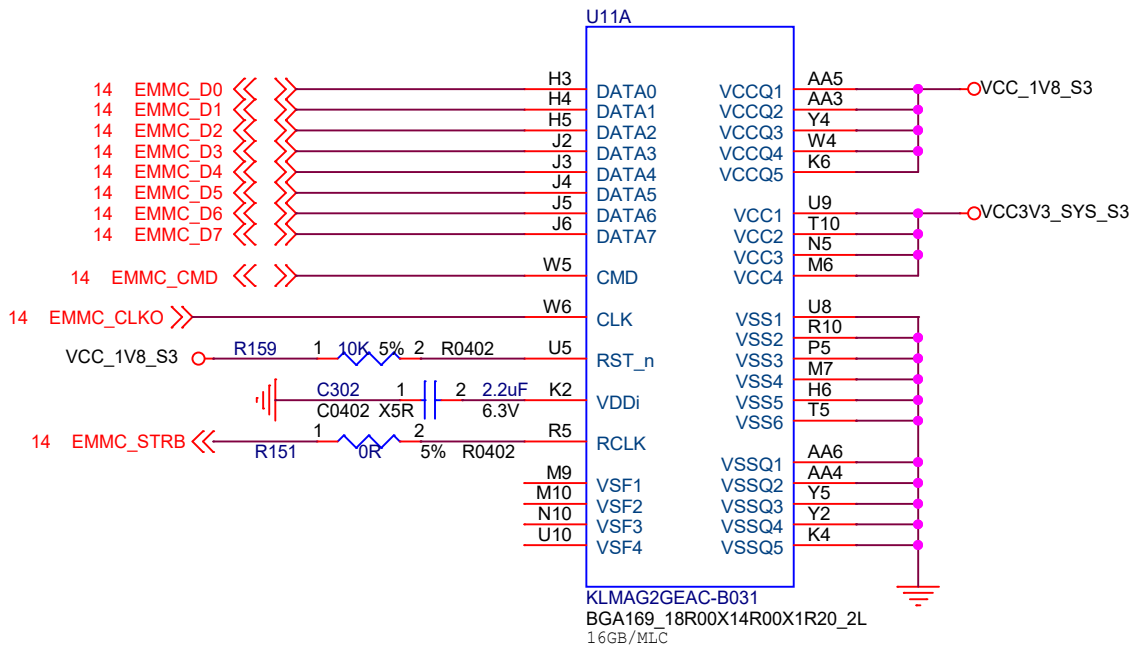 U11A
14 EMMC_D0 H3 DATA0 VCCQ1 AA5 VCC_1V8_S3
14 EMMC_D1 H4 DATA1 VCCQ2 AA3
14 EMMC_D2 H5 DATA2 VCCQ3 Y4
14 EMMC_D3 J2 DATA3 VCCQ4 W4
14 EMMC_D4 J3 DATA4 VCCQ5 K6
14 EMMC_D5 J4 DATA5
14 EMMC_D6 J5 DATA6 VCC1 U9 VCC3V3_SYS_S3
14 EMMC_D7 J6 DATA7 VCC2 T10
VCC3 N5
14 EMMC_CMD W5 CMD VCC4 M6
14 EMMC_CLKO W6 CLK VSS1 U8
VSS2 R10
VCC_1V8_S3 R159 1 10K 5% 2 R0402 U5 RST_n VSS3 P5
VSS4 M7
C302 1 2 2.2uF K2 VDDi VSS5 H6
C0402 X5R 6.3V
VSS6 T5
14 EMMC_STRB 1 2 R5 RCLK
R151 0R 5% R0402
VSSQ1 AA6
M9 VSF1 VSSQ2 AA4
M10 VSF2 VSSQ3 Y5
N10 VSF3 VSSQ4 Y2
U10 VSF4 VSSQ5 K4
KLMAG2GEAC-B031
BGA169_18R00X14R00X1R20_2L
16GB/MLC